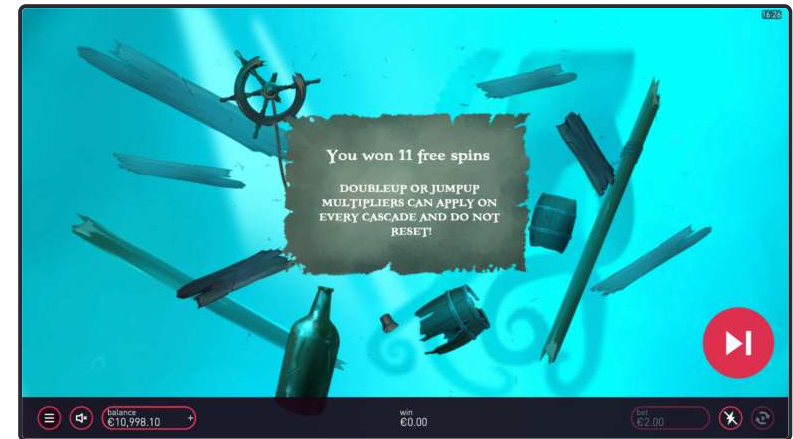 16:26
You won 11 free spins
DOUBLEUP OR JUMPUP
MULTIPLIERS CAN APPLY ON
EVERY CASCADE AND DO NOT
RESET!
balance
€10,998.10 +
win
€0.00
bet
€2.00